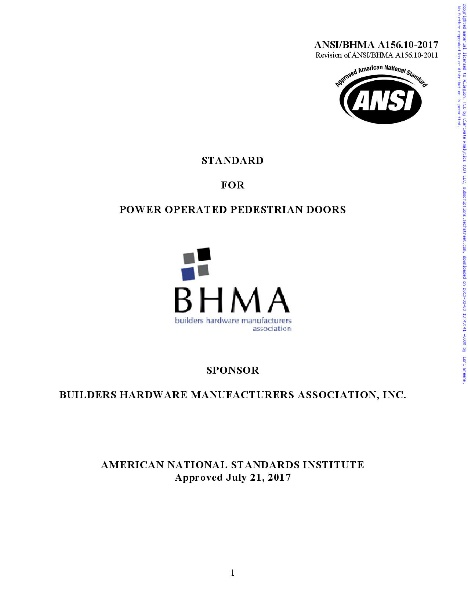 ANSI/BHMA A156.10-2017
Revision of ANSI/BHMA A156.10-2011
Approved American National Standard
ANSI
STANDARD
FOR
POWER OPERATED PEDESTRIAN DOORS
BHMA
builders hardware manufacturers
association
SPONSOR
BUILDERS HARDWARE MANUFACTURERS ASSOCIATION, INC.
AMERICAN NATIONAL STANDARDS INSTITUTE
Approved July 21, 2017
1